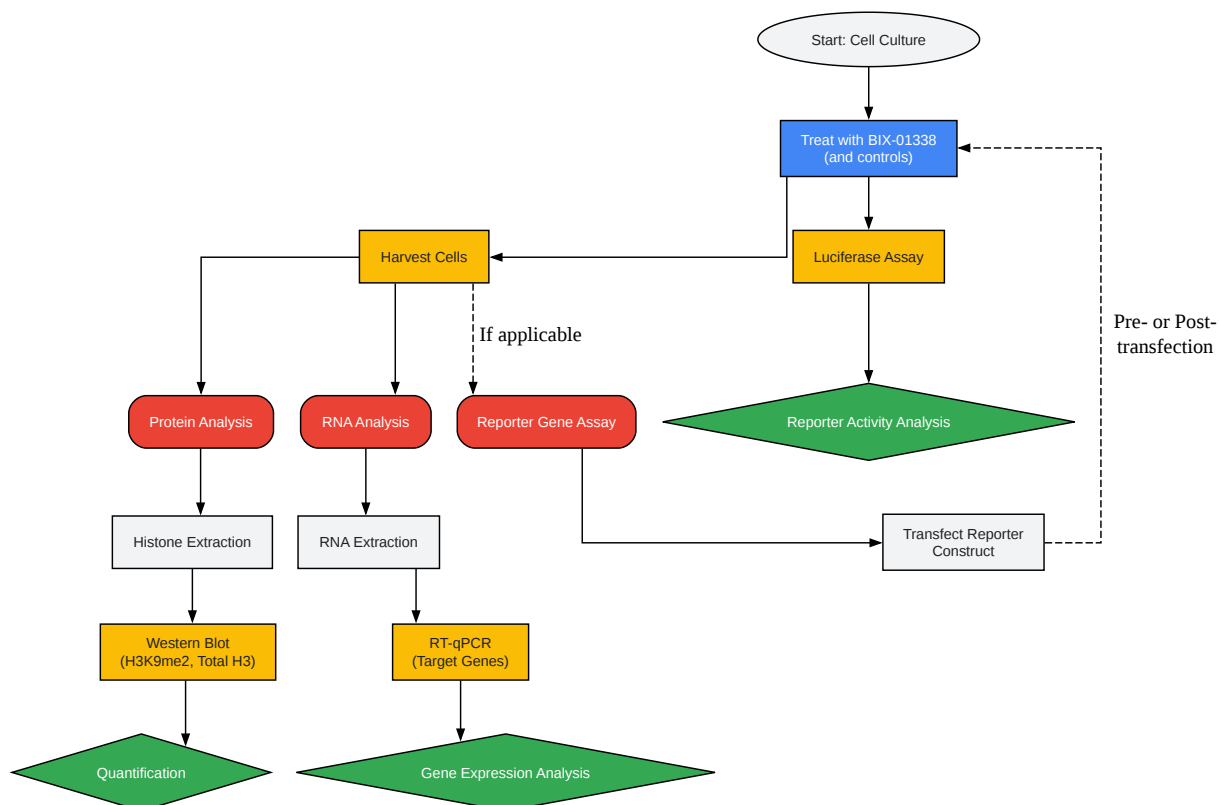 Start: Cell Culture
Treat with BIX-01338
(and controls)
Harvest Cells
Luciferase Assay
If applicable
Pre- or Post-
transfection
Protein Analysis
RNA Analysis
Reporter Gene Assay
Reporter Activity Analysis
Histone Extraction
RNA Extraction
Transfect Reporter
Construct
Western Blot
(H3K9me2, Total H3)
RT-qPCR
(Target Genes)
Quantification
Gene Expression Analysis